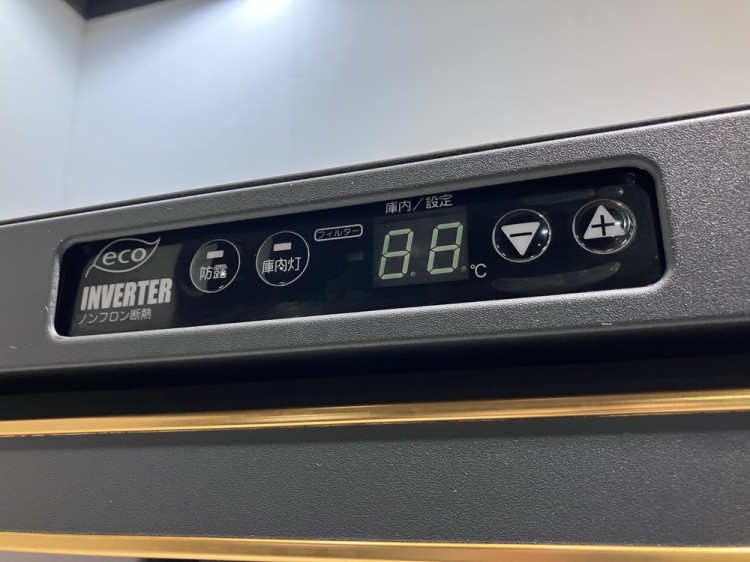 eco
INVERTER
ノンフロン断熱
防露
庫内灯
フィルター
庫内／設定
88
℃
−
+